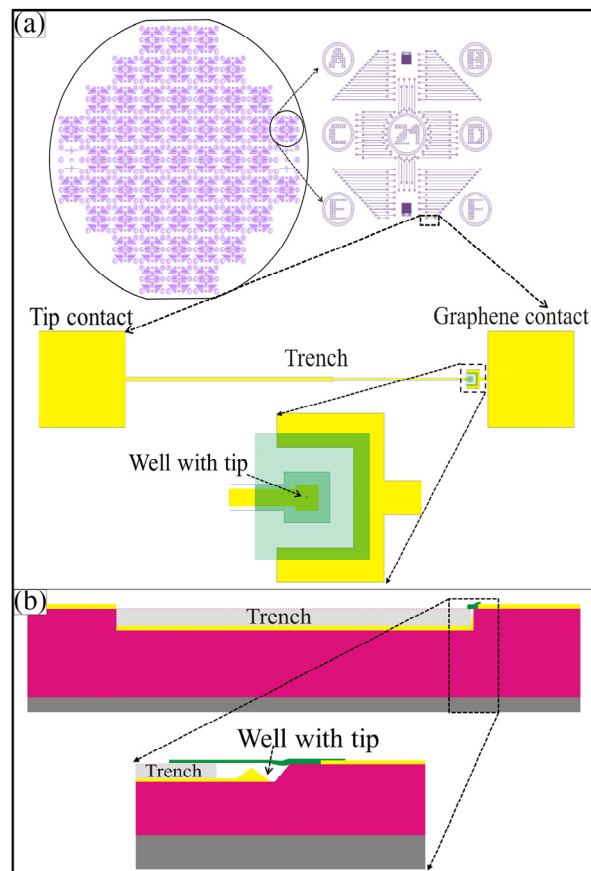 (a)
A B
C 21 D
E F
Tip contact
Graphene contact
Trench
Well with tip
(b)
Trench
Well with tip
Trench